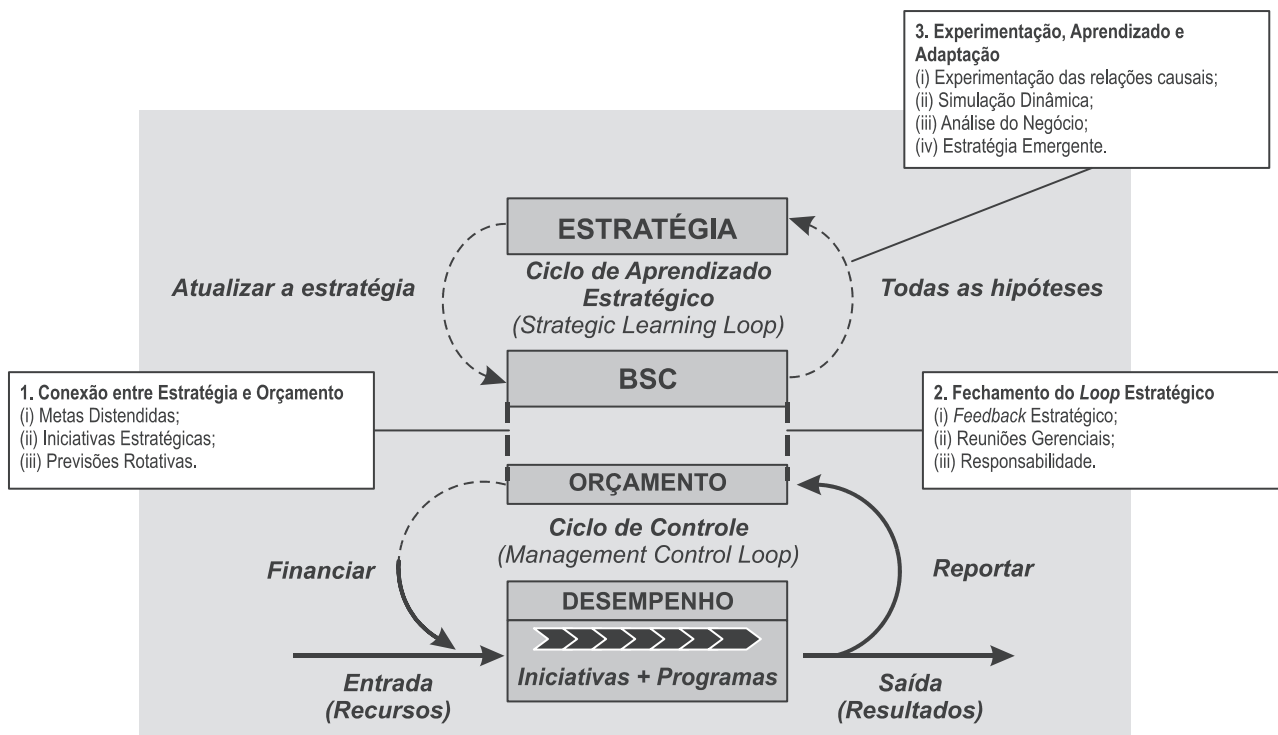 3. Experimentação, Aprendizado e
Adaptação
(i) Experimentação das relações causais;
(ii) Simulação Dinâmica;
(iii) Análise do Negócio;
(iv) Estratégia Emergente.
ESTRATÉGIA
Ciclo de Aprendizado
Estratégico
(Strategic Learning Loop)
Atualizar a estratégia
Todas as hipóteses
BSC
1. Conexão entre Estratégia e Orçamento
(i) Metas Distendidas;
(ii) Iniciativas Estratégicas;
(iii) Previsões Rotativas.
2. Fechamento do Loop Estratégico
(i) Feedback Estratégico;
(ii) Reuniões Gerenciais;
(iii) Responsabilidade.
ORÇAMENTO
Ciclo de Controle
(Management Control Loop)
Financiar
Reportar
DESEMPENHO
Iniciativas + Programas
Entrada
(Recursos)
Saída
(Resultados)